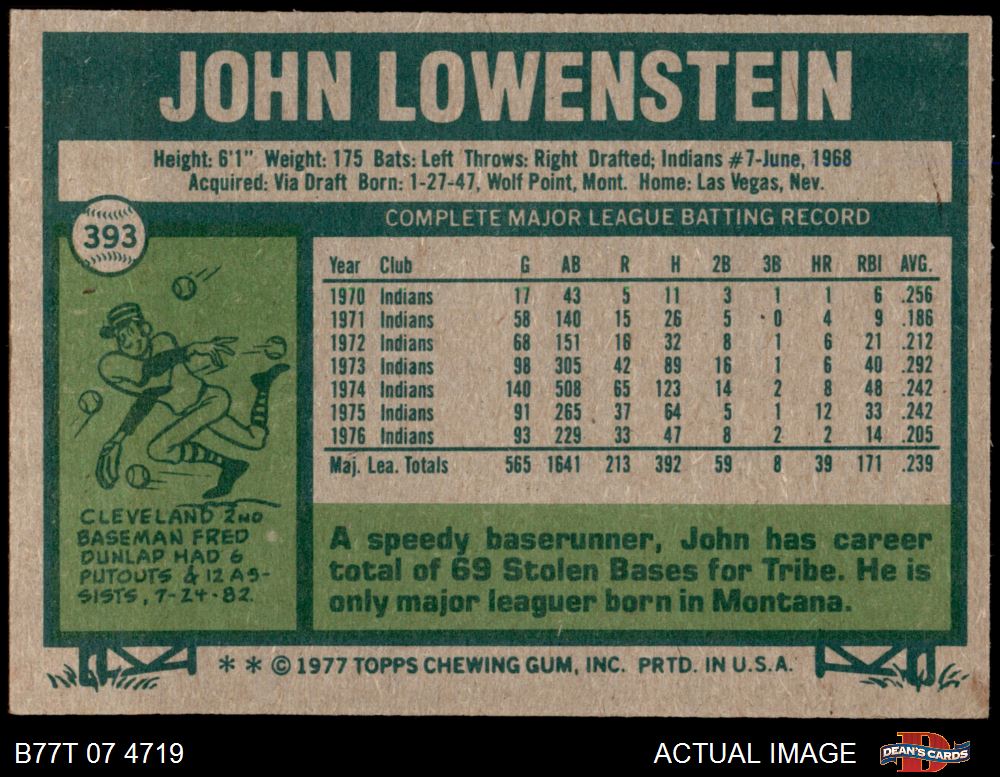 JOHN LOWENSTEIN
Height: 6'1" Weight: 175 Bats: Left Throws: Right Drafted; Indians #7-June, 1968
Acquired: Via Draft Born: 1-27-47, Wolf Point, Mont. Home: Las Vegas, Nev.
393
COMPLETE MAJOR LEAGUE BATTING RECORD
Year Club G AB R H 2B 3B HR RBI AVG.
1970 Indians 17 43 5 11 3 1 1 6 .256
1971 Indians 58 140 15 26 5 0 4 9 .186
1972 Indians 68 151 16 32 8 1 6 21 .212
1973 Indians 98 305 42 89 16 1 6 40 .292
1974 Indians 140 508 65 123 14 2 8 48 .242
1975 Indians 91 265 37 64 5 1 12 33 .242
1976 Indians 93 229 33 47 8 2 2 14 .205
Maj. Lea. Totals 565 1641 213 392 59 8 39 171 .239
CLEVELAND 2ND
BASEMAN FRED
DUNLAP HAD 6
PUTOUTS & 12 AS-
SISTS, 7-24-82.
A speedy baserunner, John has career
total of 69 Stolen Bases for Tribe. He is
only major leaguer born in Montana.
* * © 1977 TOPPS CHEWING GUM, INC. PRTD. IN U.S.A.
B77T 07 4719
ACTUAL IMAGE
DEAN'S CARDS